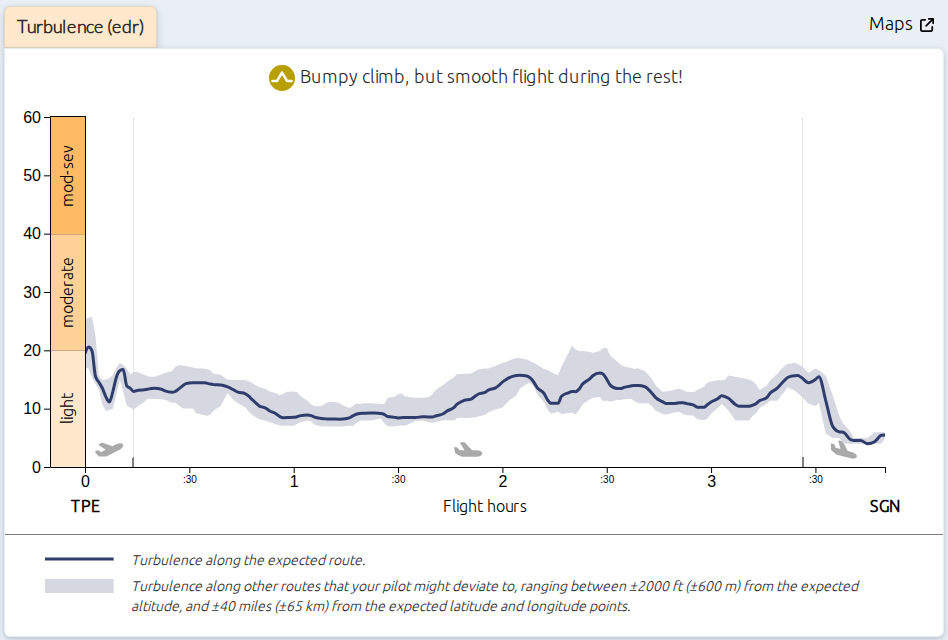 Turbulence (edr)
Maps
Bumpy climb, but smooth flight during the rest!
60
50
40
30
20
10
0
mod-sev
moderate
light
0 :30 1 :30 2 :30 3 :30
TPE Flight hours SGN
Turbulence along the expected route.
Turbulence along other routes that your pilot might deviate to, ranging between ±2000 ft (±600 m) from the expected
altitude, and ±40 miles (±65 km) from the expected latitude and longitude points.